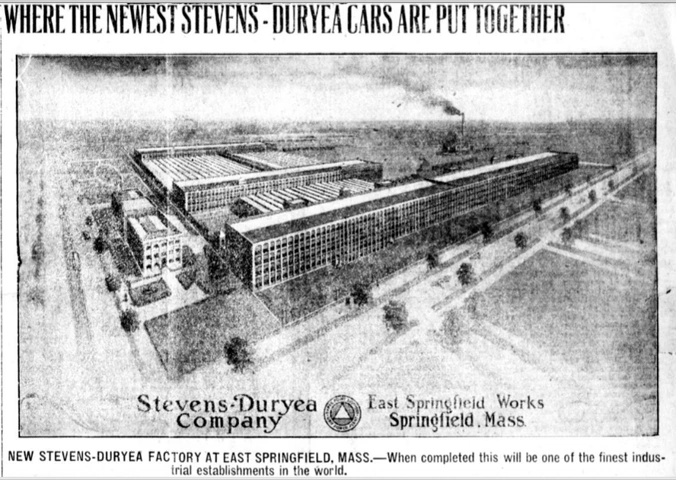 WHERE THE NEWEST STEVENS-DURYEA CARS ARE PUT TOGETHER
Stevens-Duryea
Company
East Springfield Works
Springfield, Mass.
NEW STEVENS-DURYEA FACTORY AT EAST SPRINGFIELD, MASS.—When completed this will be one of the finest indus-
trial establishments in the world.